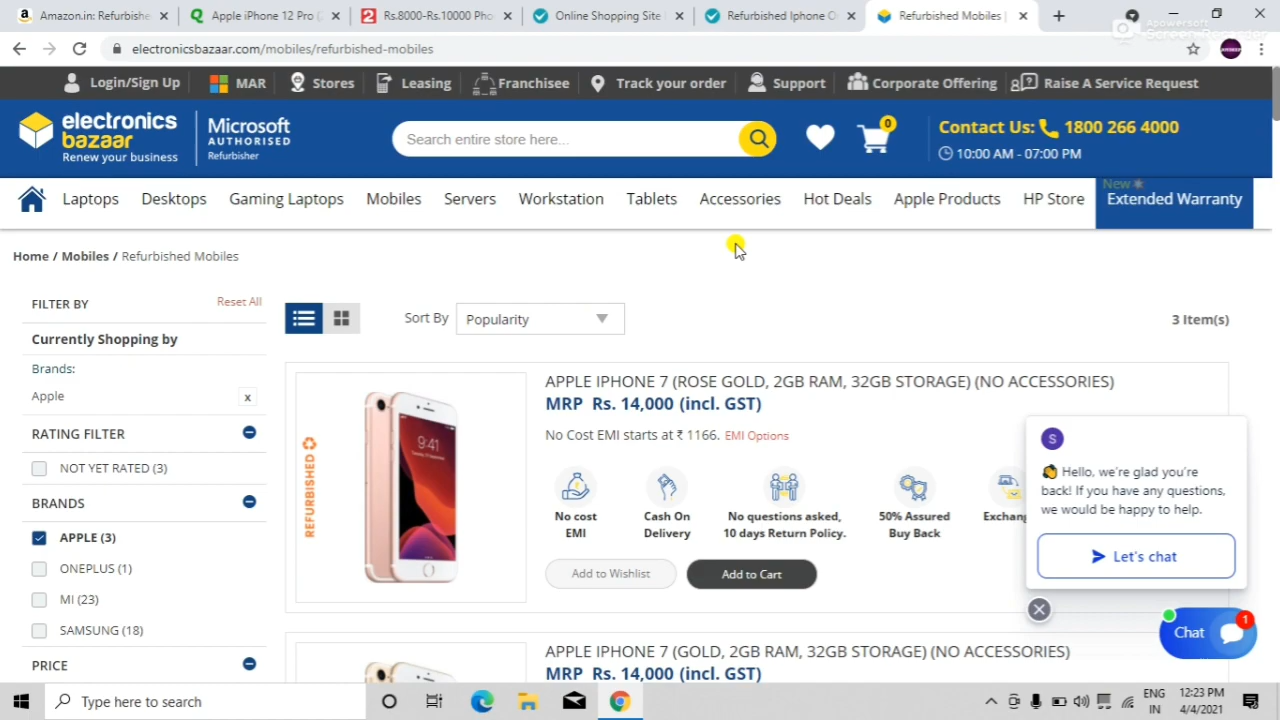 Amazon.in: Refurbishe
Apple iPhone 12 Pro (
Rs.8000-Rs.10000 Pho
Online Shopping Site
Refurbished Iphone O
Refurbished Mobiles |
Apowersoft
Screen Recorder
electronicsbazaar.com/mobiles/refurbished-mobiles
Login/Sign Up
MAR
Stores
Leasing
Franchisee
Track your order
Support
Corporate Offering
Raise A Service Request
electronics
bazaar
Renew your business
Microsoft
AUTHORISED
Refurbisher
Search entire store here...
0
Contact Us: 1800 266 4000
10:00 AM - 07:00 PM
Laptops
Desktops
Gaming Laptops
Mobiles
Servers
Workstation
Tablets
Accessories
Hot Deals
Apple Products
HP Store
New
Extended Warranty
Home / Mobiles / Refurbished Mobiles
FILTER BY
Reset All
Currently Shopping by
Brands:
Apple
x
RATING FILTER
NOT YET RATED (3)
BRANDS
APPLE (3)
ONEPLUS (1)
MI (23)
SAMSUNG (18)
PRICE
Sort By
Popularity
3 Item(s)
REFURBISHED
9:41
APPLE IPHONE 7 (ROSE GOLD, 2GB RAM, 32GB STORAGE) (NO ACCESSORIES)
MRP Rs. 14,000 (incl. GST)
No Cost EMI starts at ₹ 1166. EMI Options
No cost
EMI
Cash On
Delivery
No questions asked,
10 days Return Policy.
50% Assured
Buy Back
Exchang
Add to Wishlist
Add to Cart
APPLE IPHONE 7 (GOLD, 2GB RAM, 32GB STORAGE) (NO ACCESSORIES)
MRP Rs. 14,000 (incl. GST)
S
Hello, we're glad you're
back! If you have any questions,
we would be happy to help.
Let's chat
Chat
1
Type here to search
ENG
IN
12:23 PM
4/4/2021